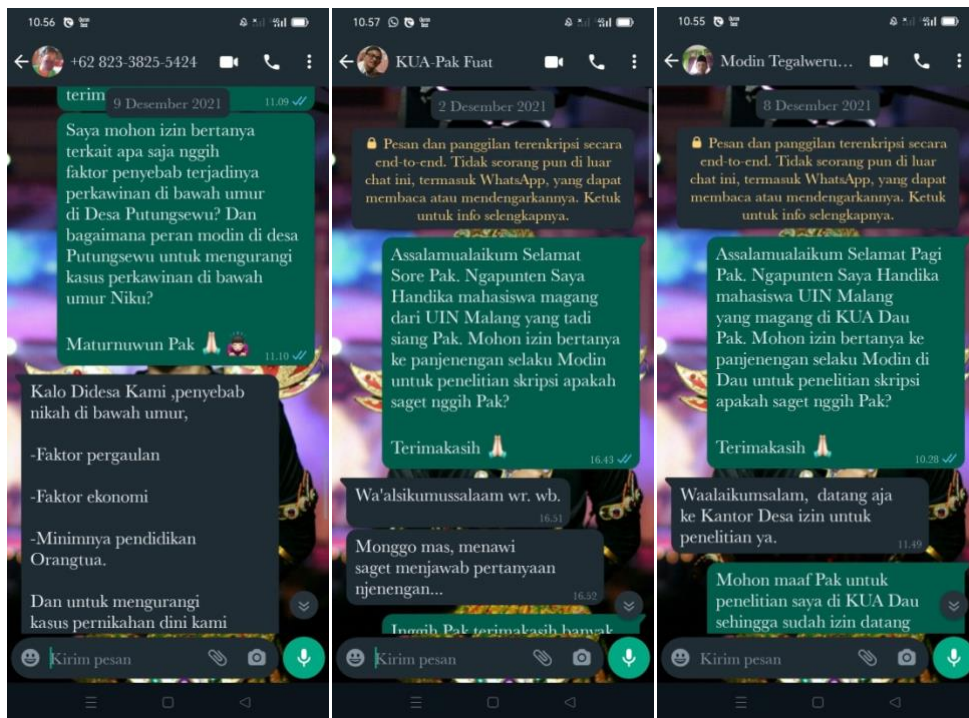 10.56
+62 823-3825-5424
terim
9 Desember 2021
11.09
Saya mohon izin bertanya
terkait apa saja nggih
faktor penyebab terjadinya
perkawinan di bawah umur
di Desa Putungsewu? Dan
bagaimana peran modin di desa
Putungsewu untuk mengurangi
kasus perkawinan di bawah
umur Niku?
Maturnuwun Pak
11.10
Kalo Didesa Kami ,penyebab
nikah di bawah umur,
-Faktor pergaulan
-Faktor ekonomi
-Minimnya pendidikan
Orangtua.
Dan untuk mengurangi
kasus pernikahan dini kami
Kirim pesan
10.57
KUA-Pak Fuat
2 Desember 2021
Pesan dan panggilan terenkripsi secara
end-to-end. Tidak seorang pun di luar
chat ini, termasuk WhatsApp, yang dapat
membaca atau mendengarkannya. Ketuk
untuk info selengkapnya.
Assalamualaikum Selamat
Sore Pak. Ngapunten Saya
Handika mahasiswa magang
dari UIN Malang yang tadi
siang Pak. Mohon izin bertanya
ke panjenengan selaku Modin
untuk penelitian skripsi apakah
saget nggih Pak?
Terimakasih
16.43
Wa'alsikumussalaam wr. wb.
16.51
Monggo mas, menawi
saget menjawab pertanyaan
njenengan...
16.52
Inggih Pak terimakasih banyak
Kirim pesan
10.55
Modin Tegalweru...
8 Desember 2021
Pesan dan panggilan terenkripsi secara
end-to-end. Tidak seorang pun di luar
chat ini, termasuk WhatsApp, yang dapat
membaca atau mendengarkannya. Ketuk
untuk info selengkapnya.
Assalamualaikum Selamat Pagi
Pak. Ngapunten Saya Handika
mahasiswa UIN Malang
yang magang di KUA Dau
Pak. Mohon izin bertanya ke
panjenengan selaku Modin di
Dau untuk penelitian skripsi
apakah saget nggih Pak?
Terimakasih
10.28
Waalaikumsalam, datang aja
ke Kantor Desa izin untuk
penelitian ya.
11.49
Mohon maaf Pak untuk
penelitian saya di KUA Dau
sehingga sudah izin datang
Kirim pesan